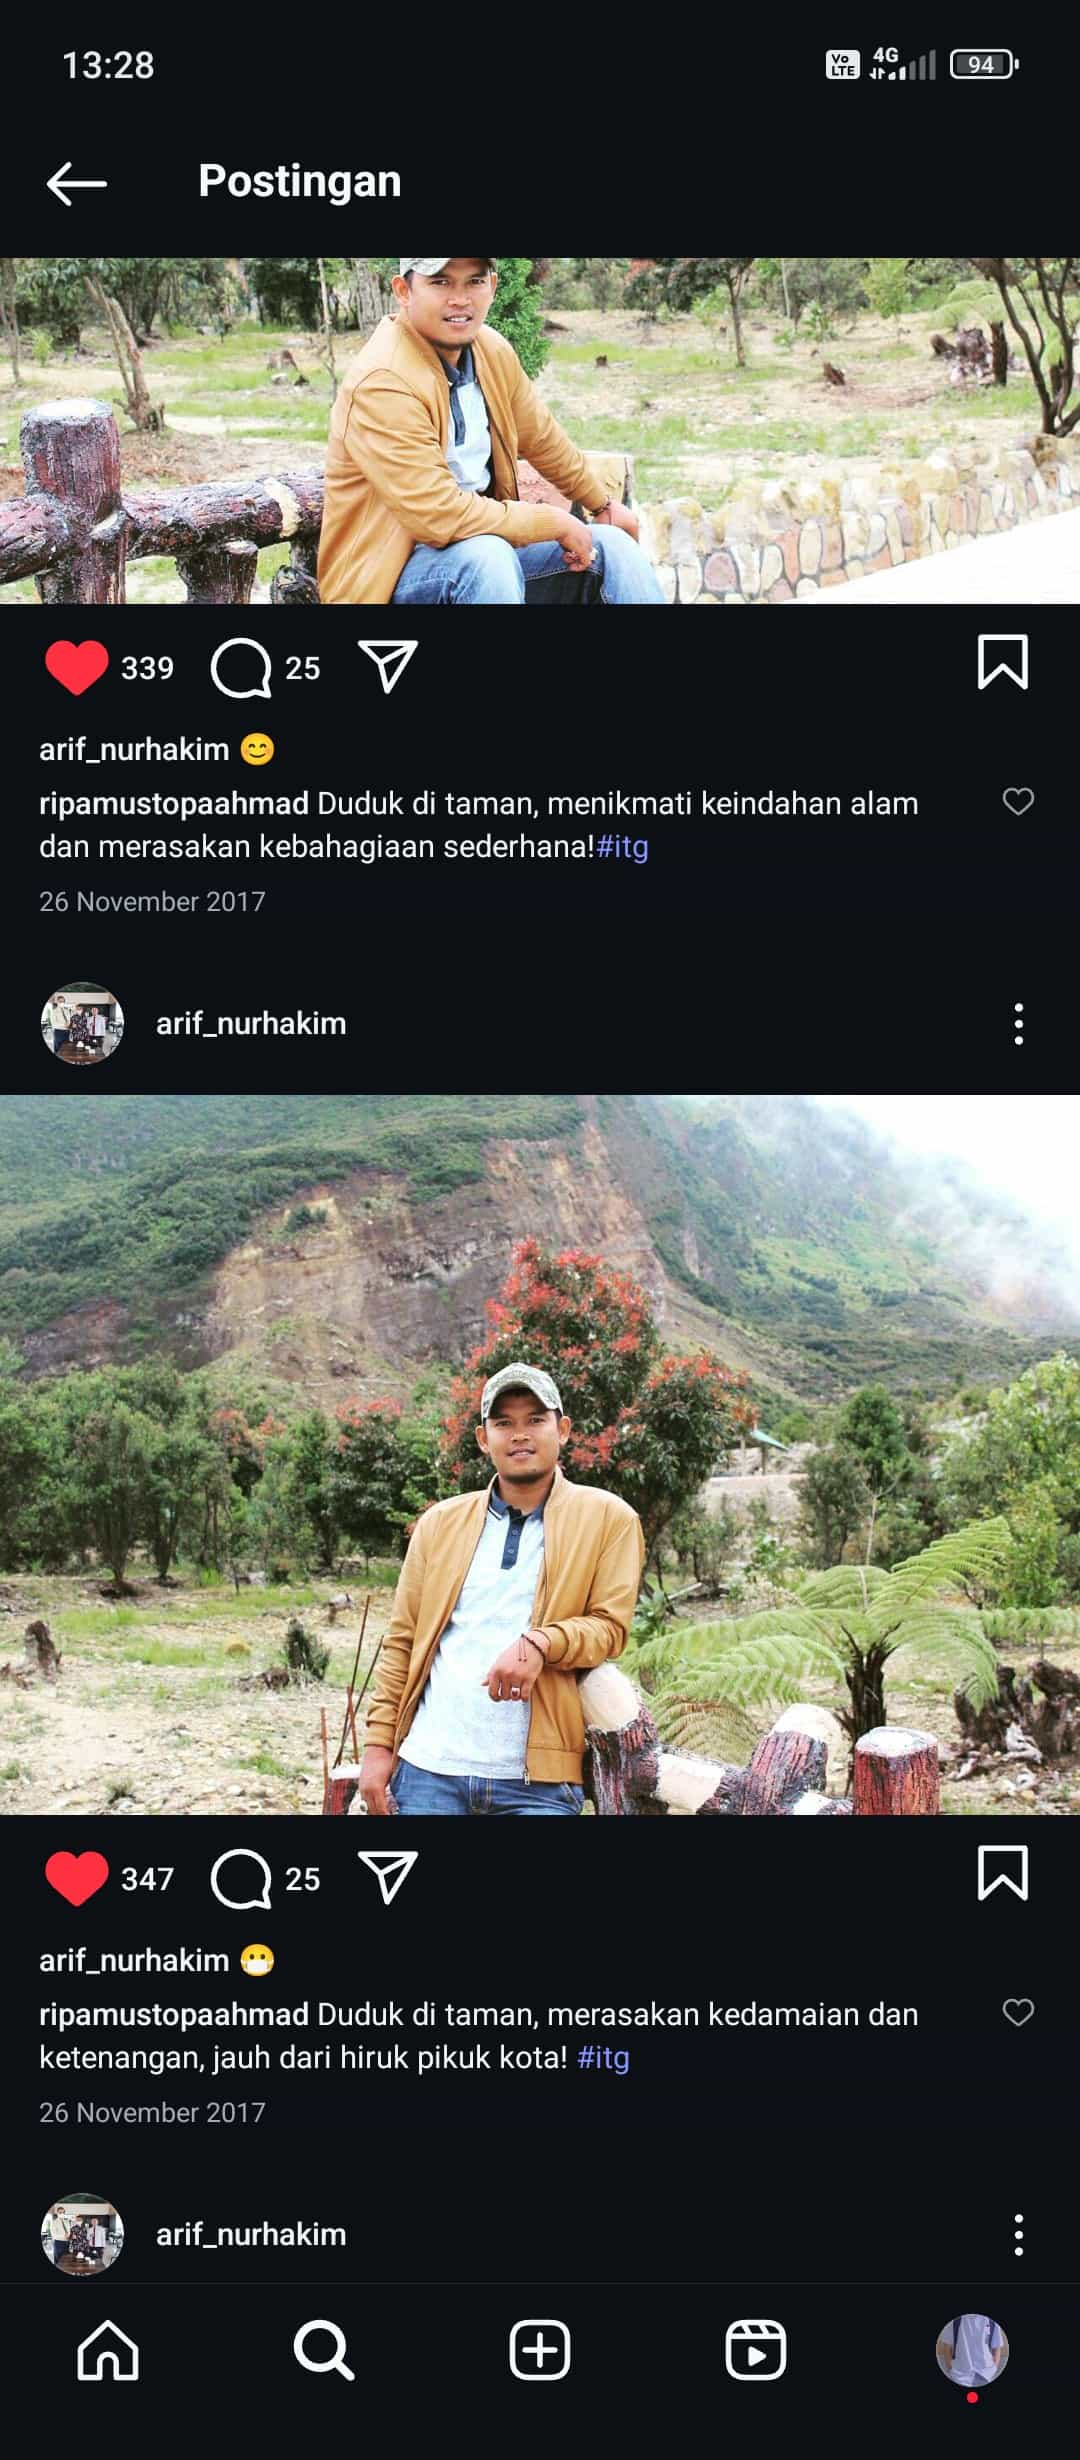 13:28
Vo LTE 4G 94
Postingan
339 25
arif_nurhakim 😊
ripamustopaahmad Duduk di taman, menikmati keindahan alam
dan merasakan kebahagiaan sederhana!#itg
26 November 2017
arif_nurhakim
347 25
arif_nurhakim 😷
ripamustopaahmad Duduk di taman, merasakan kedamaian dan
ketenangan, jauh dari hiruk pikuk kota! #itg
26 November 2017
arif_nurhakim